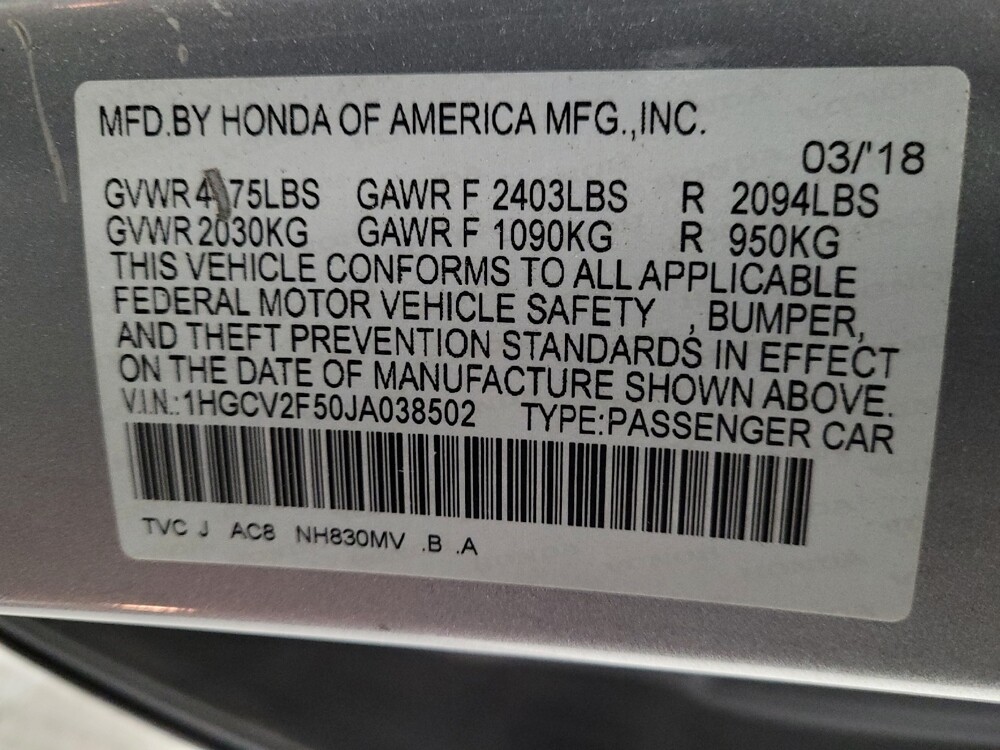 MFD.BY HONDA OF AMERICA MFG.,INC.
03/'18
GVWR GAWR F 2403LBS R 2094LBS
GVWR 2030KG GAWR F 1090KG R 950KG
THIS VEHICLE CONFORMS TO ALL APPLICABLE
FEDERAL MOTOR VEHICLE SAFETY , BUMPER,
AND THEFT PREVENTION STANDARDS IN EFFECT
ON THE DATE OF MANUFACTURE SHOWN ABOVE.
V.I.N.:1HGCV2F50JA038502 TYPE:PASSENGER CAR
TVC J AC8 NH830MV .B .A